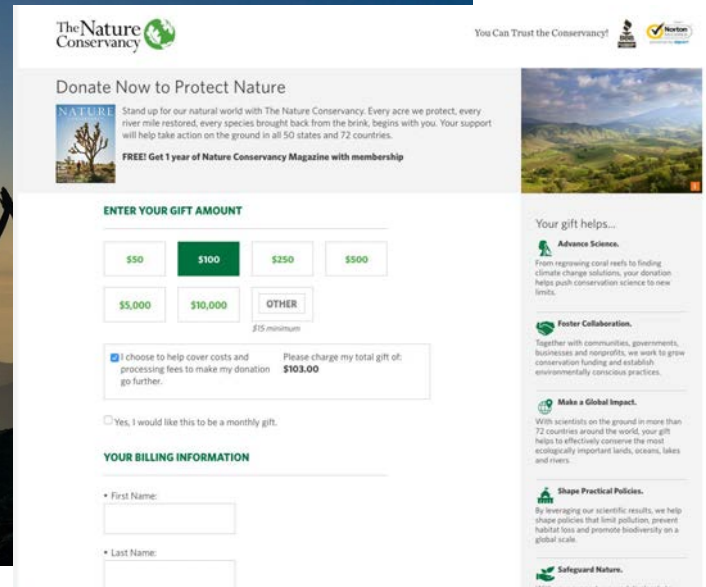 The Nature
Conservancy
You Can Trust the Conservancy!
Norton
Donate Now to Protect Nature
NATURE
Stand up for our natural world with The Nature Conservancy. Every acre we protect, every
river mile restored, every species brought back from the brink, begins with you. Your support
will help take action on the ground in all 50 states and 72 countries.
FREE! Get 1 year of Nature Conservancy Magazine with membership
ENTER YOUR GIFT AMOUNT
$50
$100
$250
$500
$5,000
$10,000
OTHER
$15 minimum
I choose to help cover costs and
processing fees to make my donation
go further.
Please charge my total gift of:
$103.00
Yes, I would like this to be a monthly gift.
YOUR BILLING INFORMATION
• First Name:
• Last Name:
Your gift helps...
Advance Science.
From regrowing coral reefs to finding
climate change solutions, your donation
helps push conservation science to new
limits.
Foster Collaboration.
Together with communities, governments,
businesses and nonprofits, we work to grow
conservation funding and establish
environmentally conscious practices.
Make a Global Impact.
With scientists on the ground in more than
72 countries around the world, your gift
helps to effectively conserve the most
ecologically important lands, oceans, lakes
and rivers.
Shape Practical Policies.
By leveraging our scientific results, we help
shape policies that limit pollution, prevent
habitat loss and promote biodiversity on a
global scale.
Safeguard Nature.